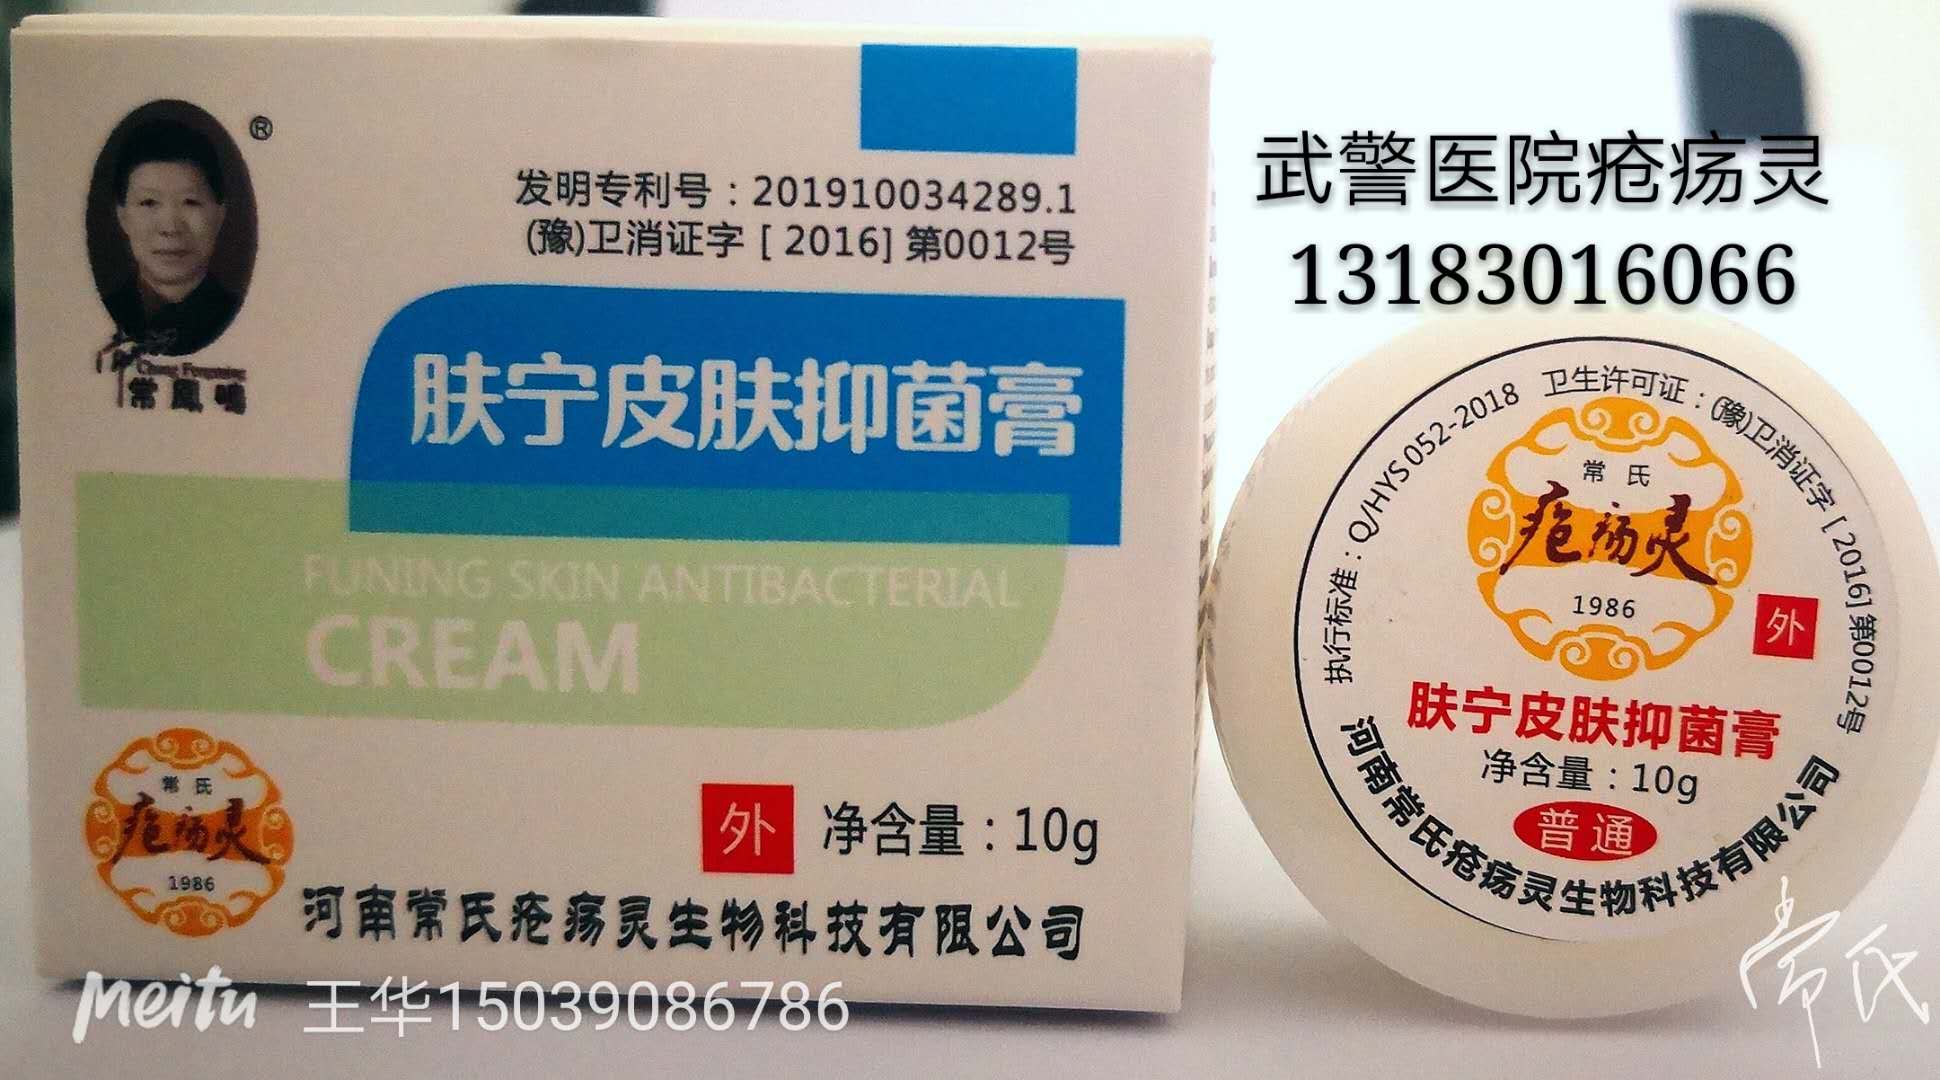 ®
发明专利号：201910034289.1
(豫)卫消证字 [ 2016] 第0012号
常鳳鳴
肤宁皮肤抑菌膏
FUNING SKIN ANTIBACTERIAL
CREAM
常氏
疮疡灵
1986
外 净含量：10g
河南常氏疮疡灵生物科技有限公司
Meitu 王华15039086786
武警医院疮疡灵
13183016066
执行标准：Q/HYS 052-2018 卫生许可证：(豫)卫消证字 [ 2016] 第0012号
常氏
疮疡灵
1986
外
肤宁皮肤抑菌膏
净含量：10g
普通
河南常氏疮疡灵生物科技有限公司
常氏